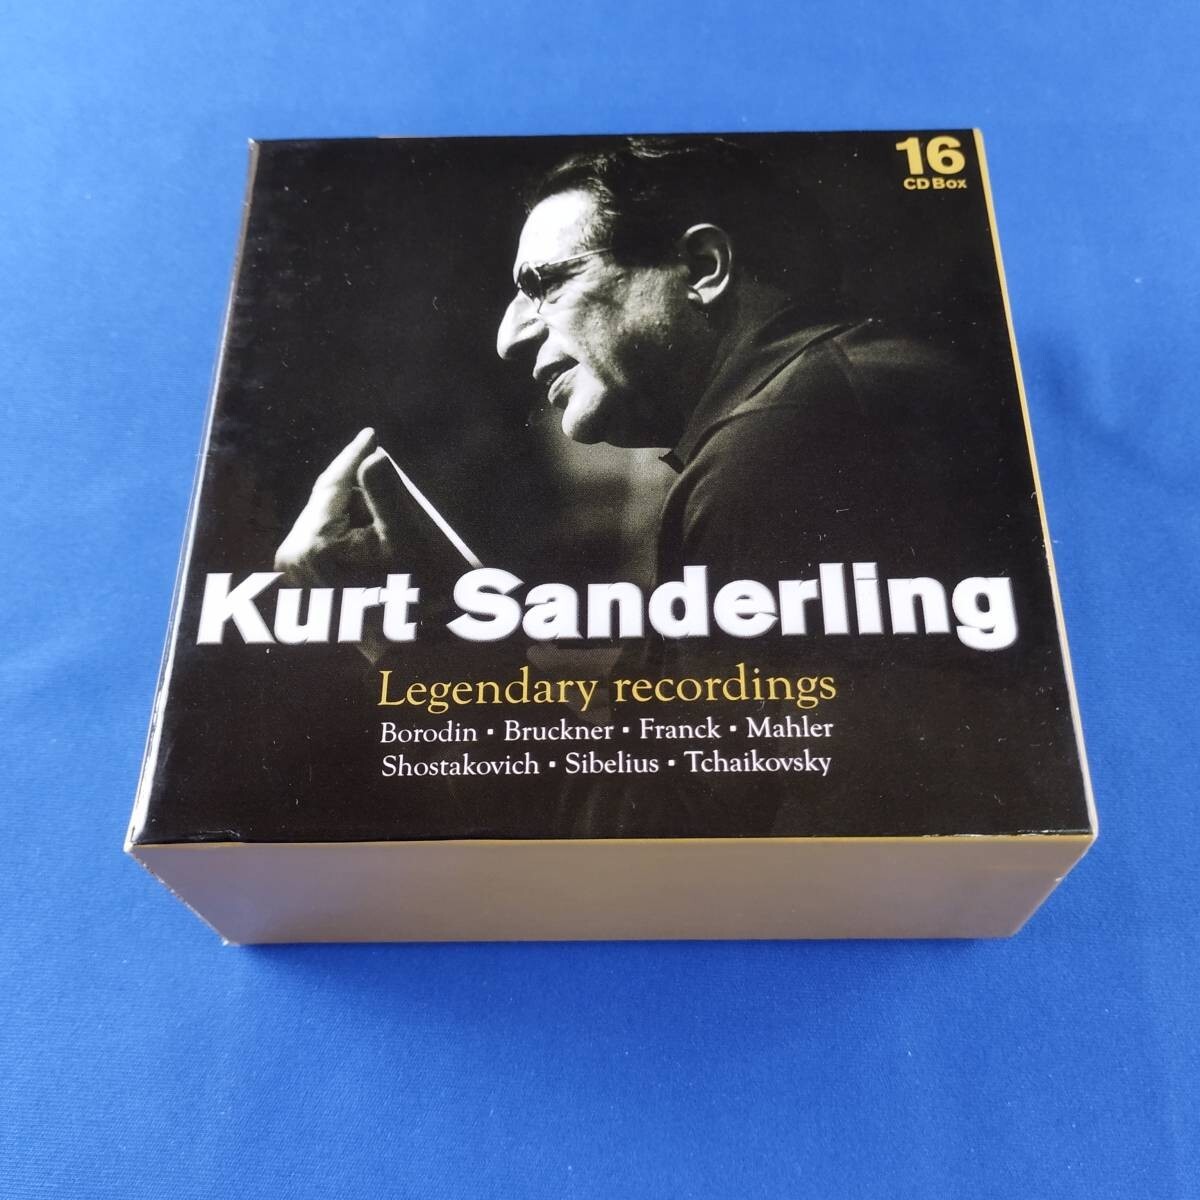 16
CD Box
Kurt Sanderling
Legendary recordings
Borodin ▪ Bruckner ▪ Franck ▪ Mahler
Shostakovich ▪ Sibelius ▪ Tchaikovsky